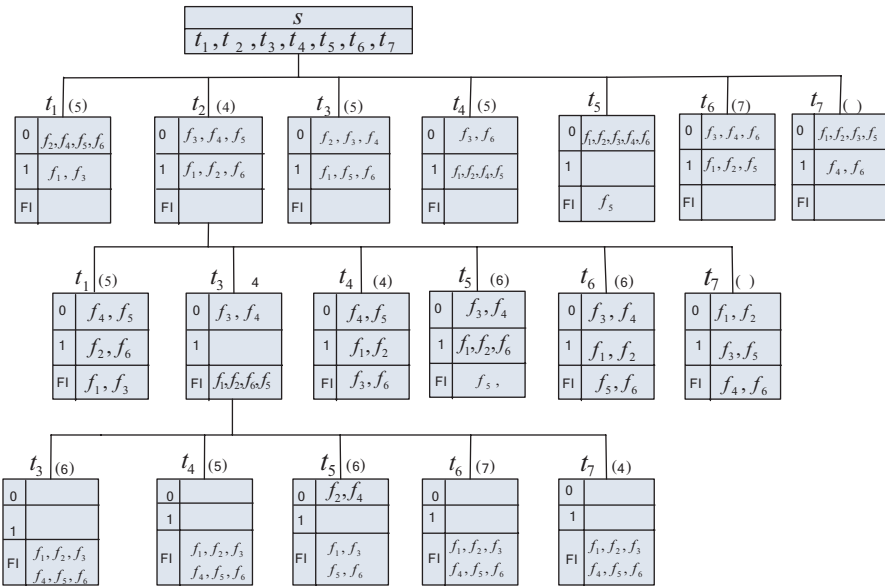 s
t₁, t₂, t₃, t₄, t₅, t₆, t₇
t₁ (5) t₂ (4) t₃ (5) t₄ (5) t₅ t₆ (7) t₇ ( )
0 f₂,f₄,f₅,f₆ 0 f₃, f₄, f₅ 0 f₂, f₃, f₄ 0 f₃, f₆ 0 f₁,f₂,f₃,f₄,f₆ 0 f₃, f₄, f₆ 0 f₁,f₂,f₃,f₅
1 f₁, f₃ 1 f₁, f₂, f₆ 1 f₁, f₅, f₆ 1 f₁,f₂,f₄,f₅ 1 1 f₁, f₂, f₅ 1 f₄, f₆
FI FI FI FI FI f₅ FI FI
t₁ (5) t₃ 4 t₄ (4) t₅ (6) t₆ (6) t₇ ( )
0 f₄, f₅ 0 f₃, f₄ 0 f₄, f₅ 0 f₃, f₄ 0 f₃, f₄ 0 f₁, f₂
1 f₂, f₆ 1 1 f₁, f₂ 1 f₁, f₂, f₆ 1 f₁, f₂ 1 f₃, f₅
FI f₁, f₃ FI f₁,f₂,f₆,f₅ FI f₃, f₆ FI f₅ , FI f₅, f₆ FI f₄, f₆
t₃ (6) t₄ (5) t₅ (6) t₆ (7) t₇ (4)
0 0 0 f₂, f₄ 0 0
1 1 1 1 1
FI f₁, f₂, f₃ FI f₁, f₂, f₃ FI f₁, f₃ FI f₁, f₂, f₃ FI f₁, f₂, f₃
f₄, f₅, f₆ f₄, f₅, f₆ f₅, f₆ f₄, f₅, f₆ f₄, f₅, f₆